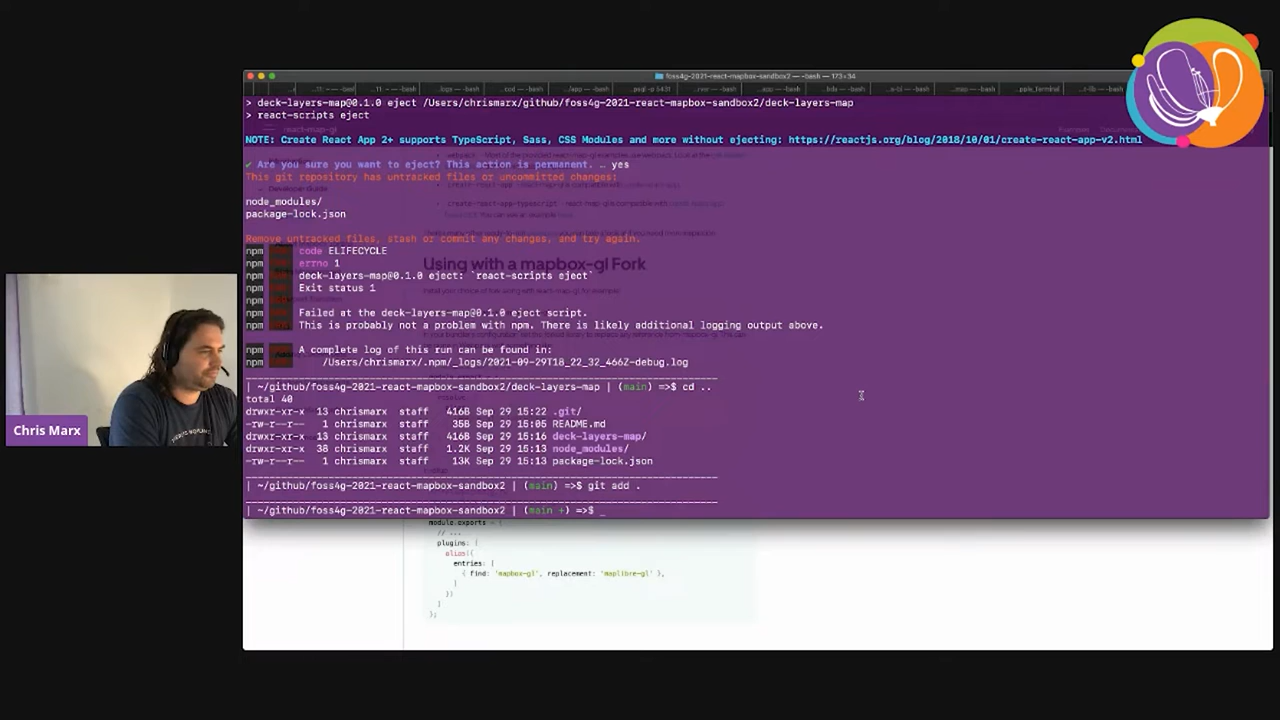 foss4g-2021-react-mapbox-sandbox2 — -bash — 173×34
> deck-layers-map@0.1.0 eject /Users/chrismarx/github/foss4g-2021-react-mapbox-sandbox2/deck-layers-map
> react-scripts eject
NOTE: Create React App 2+ supports TypeScript, Sass, CSS Modules and more without ejecting: https://reactjs.org/blog/2018/10/01/create-react-app-v2.html
✔ Are you sure you want to eject? This action is permanent. … yes
This git repository has untracked files or uncommitted changes:
Developer Guide
node_modules/
package-lock.json
Remove untracked files, stash or commit any changes, and try again.
npm code ELIFECYCLE
npm errno 1
Using with a mapbox-gl Fork
npm deck-layers-map@0.1.0 eject: `react-scripts eject`
npm Exit status 1
npm
npm Failed at the deck-layers-map@0.1.0 eject script.
npm This is probably not a problem with npm. There is likely additional logging output above.
npm A complete log of this run can be found in:
npm /Users/chrismarx/.npm/_logs/2021-09-29T18_22_32_466Z-debug.log
| ~/github/foss4g-2021-react-mapbox-sandbox2/deck-layers-map | (main) =>$ cd ..
total 40
drwxr-xr-x 13 chrismarx staff 416B Sep 29 15:22 .git/
-rw-r--r-- 1 chrismarx staff 35B Sep 29 15:05 README.md
drwxr-xr-x 13 chrismarx staff 416B Sep 29 15:16 deck-layers-map/
drwxr-xr-x 38 chrismarx staff 1.2K Sep 29 15:13 node_modules/
-rw-r--r-- 1 chrismarx staff 13K Sep 29 15:13 package-lock.json
| ~/github/foss4g-2021-react-mapbox-sandbox2 | (main) =>$ git add .
| ~/github/foss4g-2021-react-mapbox-sandbox2 | (main +) =>$ _
module.exports = {
// ...
plugins: [
alias({
entries: [
{ find: 'mapbox-gl', replacement: 'maplibre-gl' },
]
})
]
};
Chris Marx